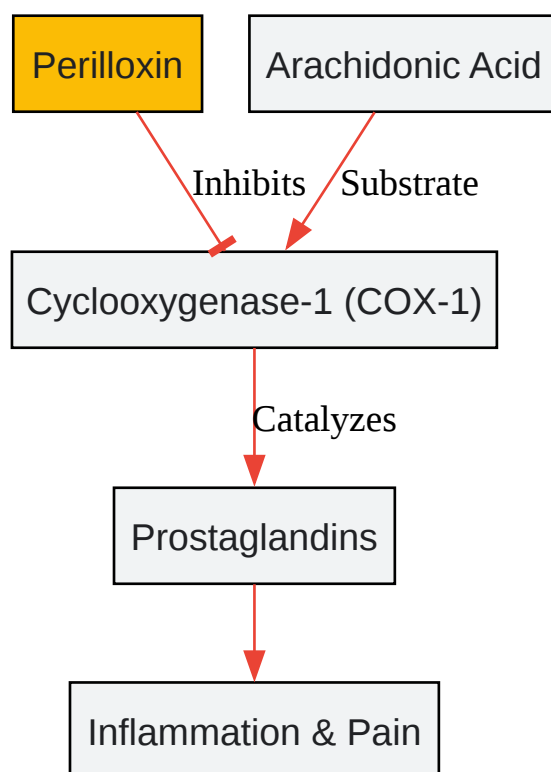 Perilloxin
Arachidonic Acid
Inhibits
Substrate
Cyclooxygenase-1 (COX-1)
Catalyzes
Prostaglandins
Inflammation & Pain